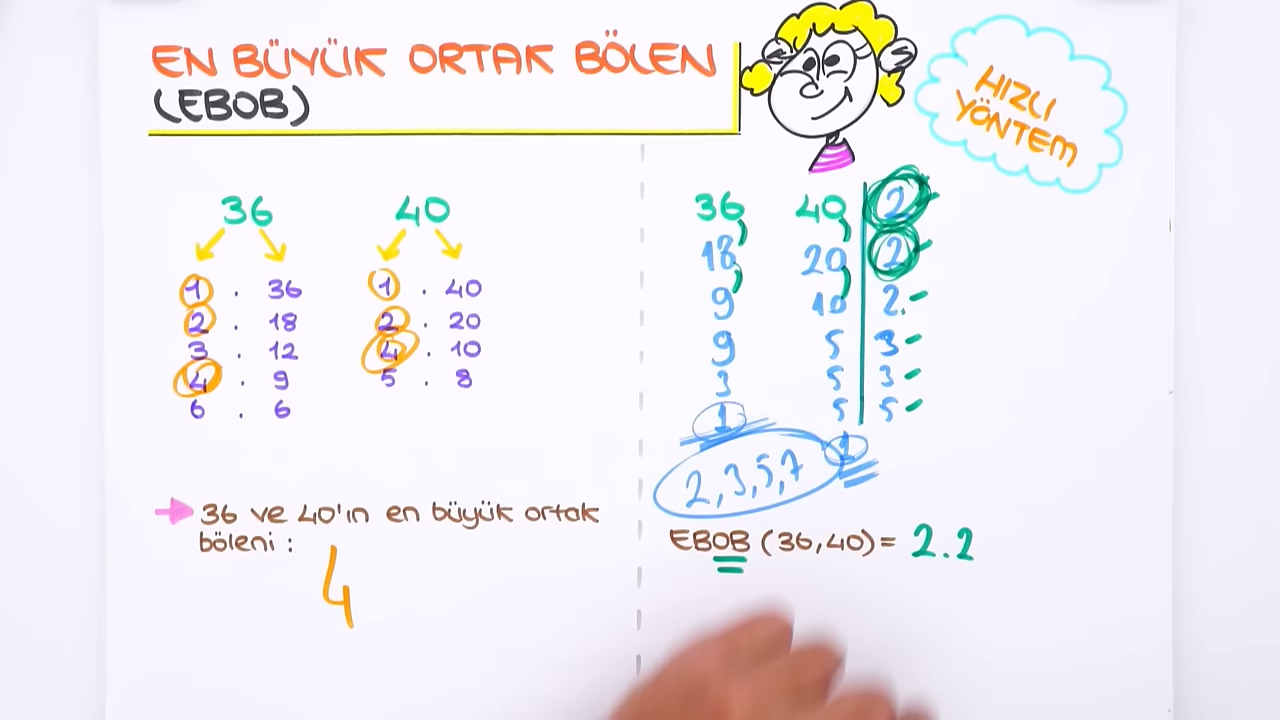 EN BÜYÜK ORTAK BÖLEN
(EBOB)
HIZLI
YÖNTEM
36 40
1 . 36 1 . 40
2 . 18 2 . 20
3 . 12 4 . 10
4 . 9 5 . 8
6 . 6
36 ve 40'ın en büyük ortak
böleni :
4
36, 40, 2
18, 20, 2
9 10 2.
9 5 3
3 5 3
1 5 5
1
2,3,5,7
EBOB (36,40) = 2.2